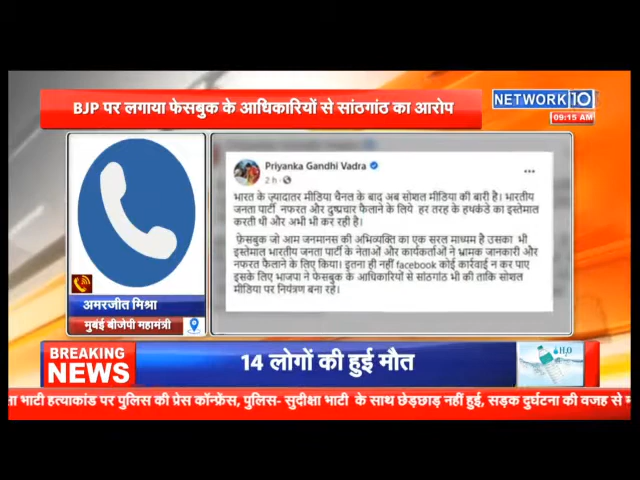 BJP पर लगाया फेसबुक के आधिकारियों से सांठगांठ का आरोप
NETWORK 10
09:15 AM
Priyanka Gandhi Vadra
2 h
भारत के ज़्यादातर मीडिया चैनल के बाद अब सोशल मीडिया की बारी है। भारतीय
जनता पार्टी नफरत और दुष्प्रचार फैलाने के लिये हर तरह के हथकंडे का इस्तेमाल
करती थी और अभी भी कर रही है।
फ़ेसबुक जो आम जनमानस की अभिव्यक्ति का एक सरल माध्यम है उसका भी
इस्तेमाल भारतीय जनता पार्टी के नेताओं और कार्यकर्ताओं ने भ्रामक जानकारी और
नफरत फैलाने के लिए किया। इतना ही नहीं facebook कोई कार्रवाई न कर पाए
इसके लिए भाजपा ने फेसबुक के अधिकारियों से सांठगांठ भी की ताकि सोशल
मीडिया पर नियंत्रण बना रहे।
अमरजीत मिश्रा
मुबंई बीजेपी महामंत्री
BREAKING
NEWS
14 लोगों की हुई मौत
H2O
क्षा भाटी हत्याकांड पर पुलिस की प्रेस कॉन्फ्रेंस, पुलिस- सुदीक्षा भाटी के साथ छेड़छाड़ नहीं हुई, सड़क दुर्घटना की वजह से